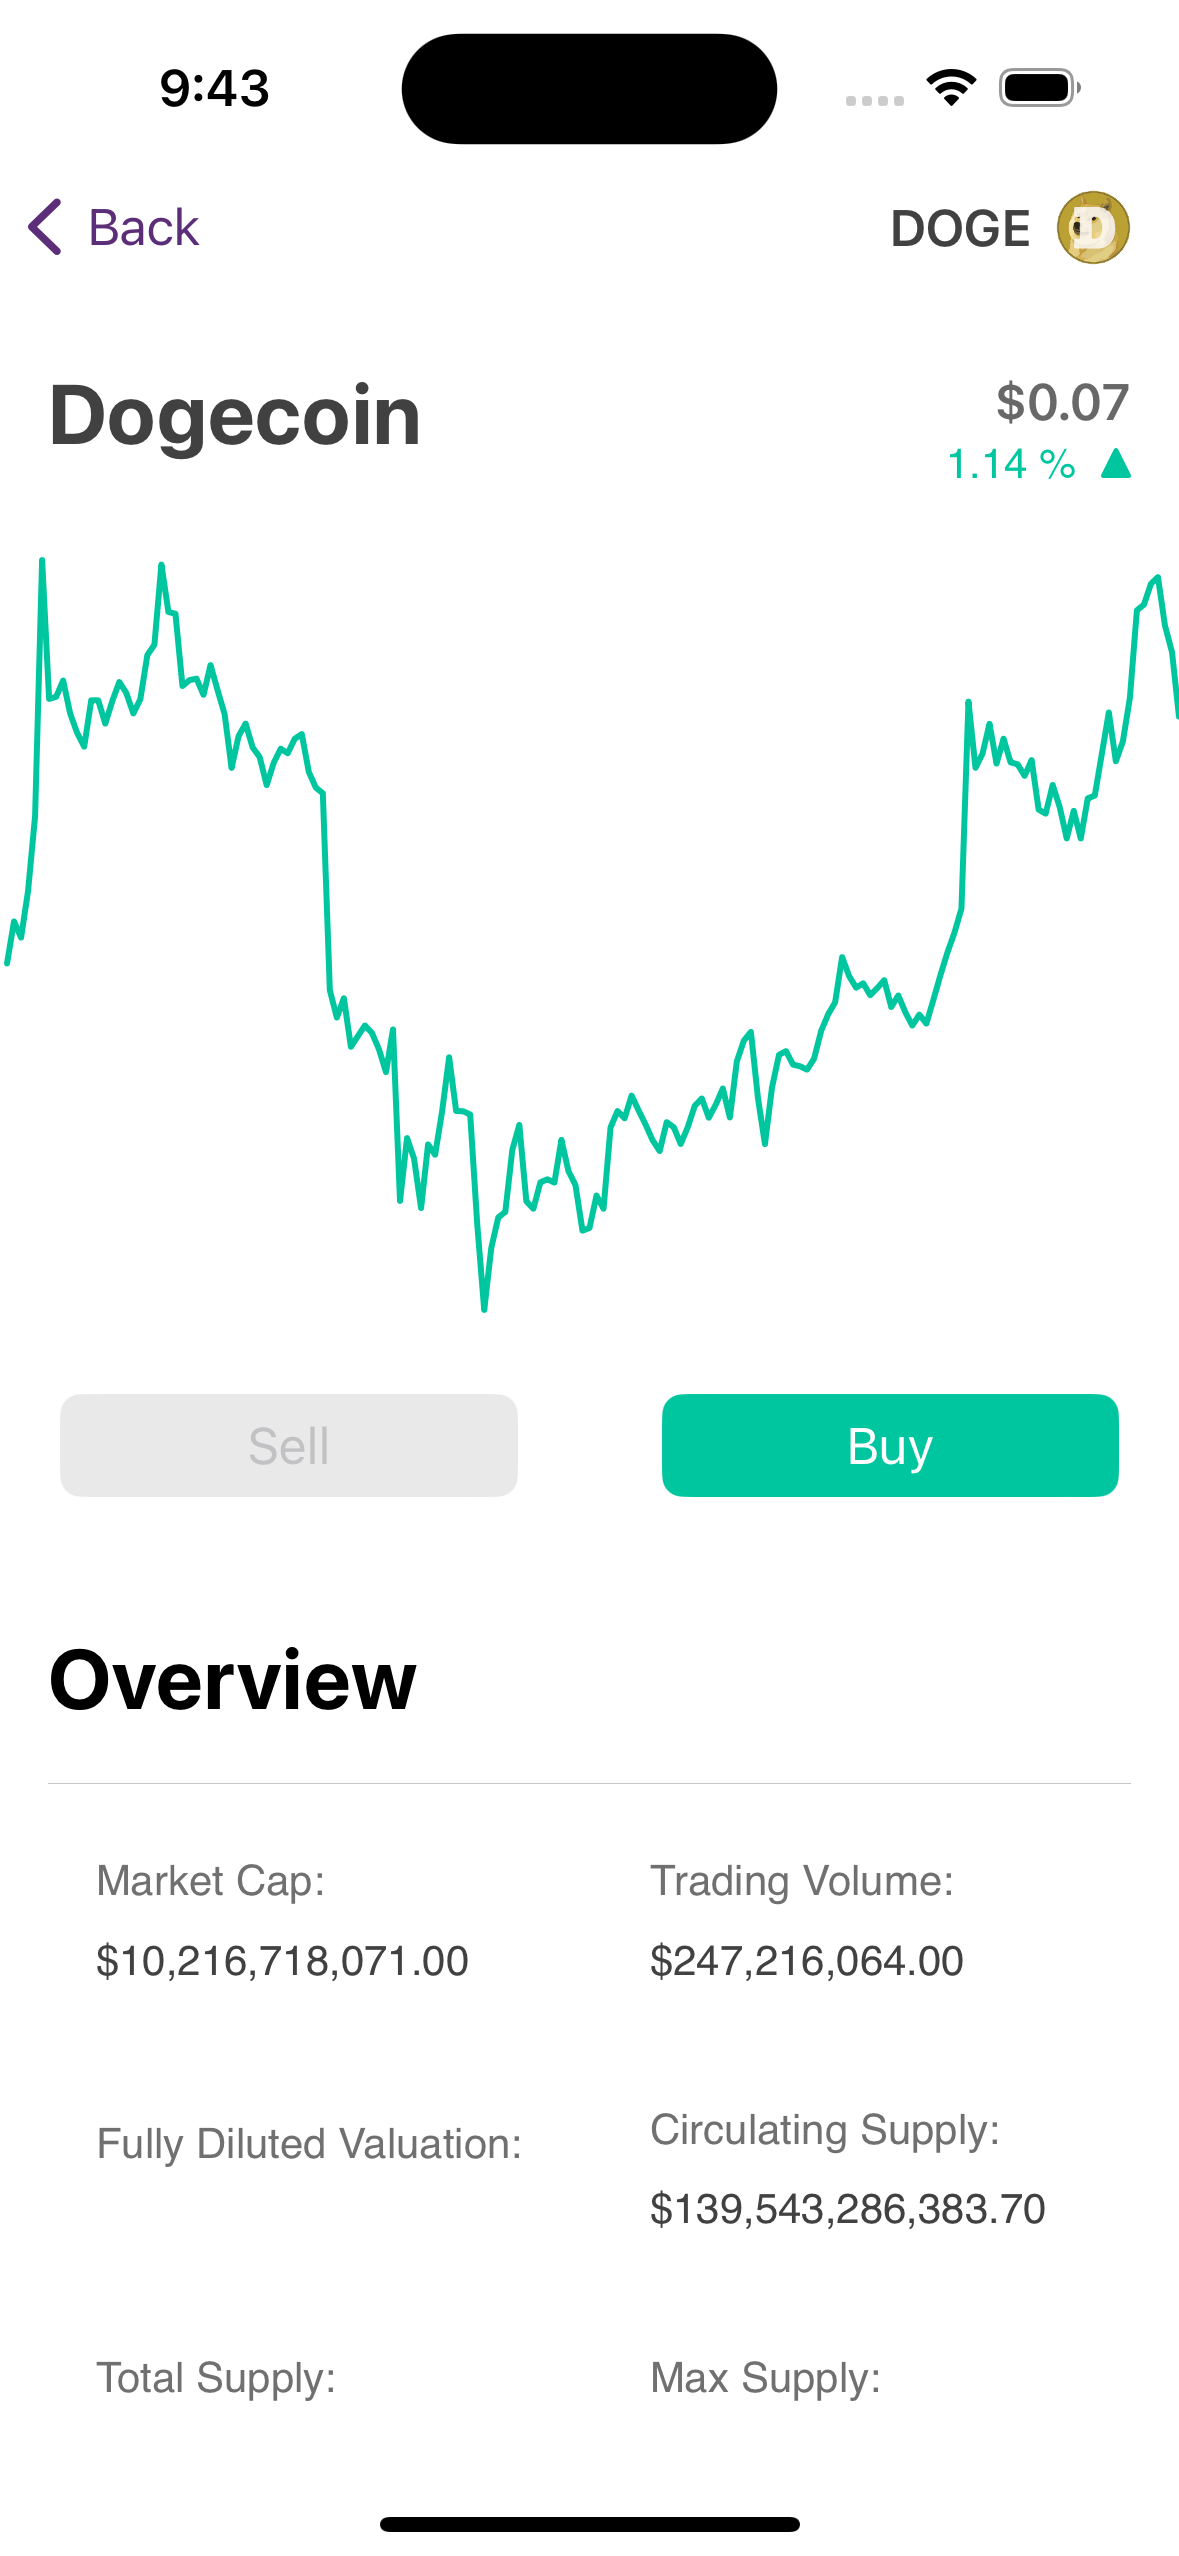 9:43
Back
DOGE
Dogecoin
$0.07
1.14 %
Sell
Buy
Overview
Market Cap:
Trading Volume:
$10,216,718,071.00
$247,216,064.00
Fully Diluted Valuation:
Circulating Supply:
$139,543,286,383.70
Total Supply:
Max Supply: